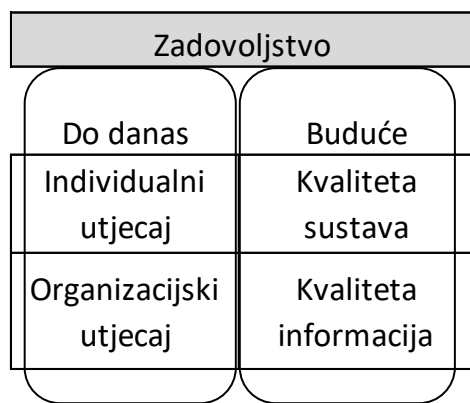 Zadovoljstvo
Do danas
Buduće
Individualni
utjecaj
Kvaliteta
sustava
Organizacijski
utjecaj
Kvaliteta
informacija